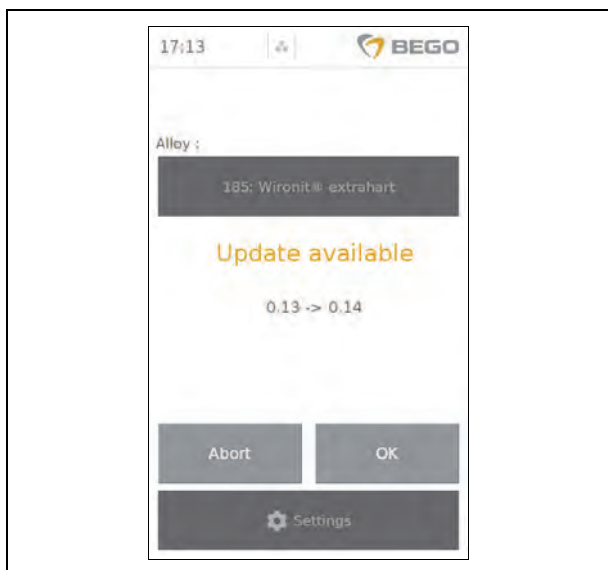 17:13 BEGO
Alloy :
185: Wironit® extrahart
Update available
0.13 -> 0.14
Abort OK
Settings